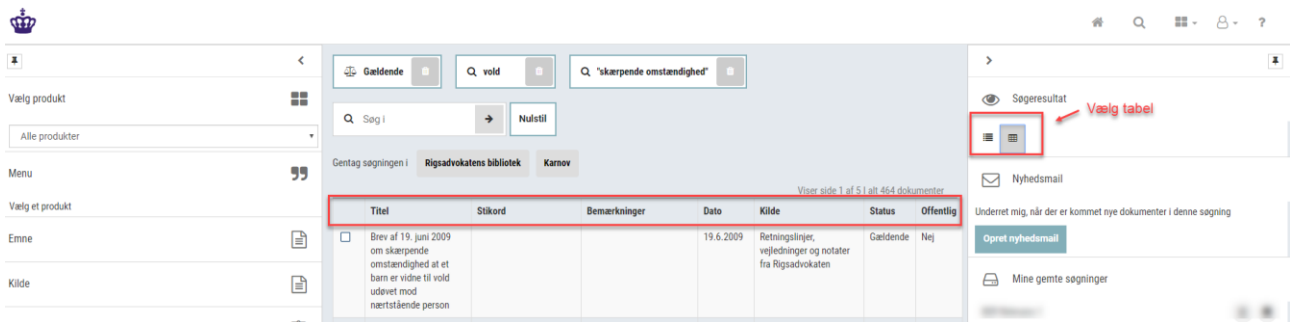 Vælg produkt
Alle produkter
Menu
Vælg et produkt
Emne
Kilde
Gældende
vold
"skærpende omstændighed"
Søg i
Nulstil
Gentag søgningen i Rigsadvokatens bibliotek Karnov
Viser side 1 af 5 | alt 464 dokumenter
Titel Stikord Bemærkninger Dato Kilde Status Offentlig
Brev af 19. juni 2009
om skærpende
omstændighed at et
barn er vidne til vold
udøvet mod
nærtstående person
19.6.2009
Retningslinjer,
vejledninger og notater
fra Rigsadvokaten
Gældende
Nej
?
Søgeresultat
Vælg tabel
Nyhedsmail
Underret mig, når der er kommet nye dokumenter i denne søgning
Opret nyhedsmail
Mine gemte søgninger